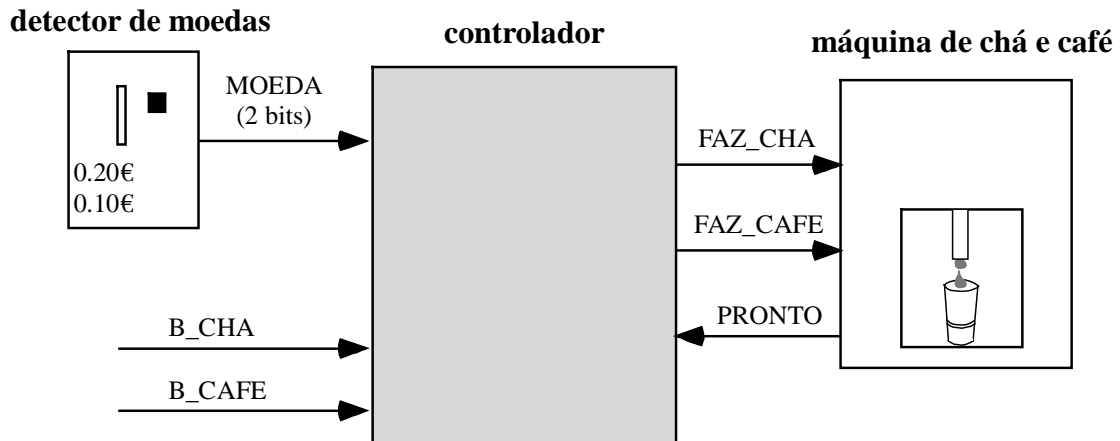 detector de moedas
controlador
máquina de chá e café
MOEDA
(2 bits)
0.20€
0.10€
FAZ_CHA
FAZ_CAFE
PRONTO
B_CHA
B_CAFE